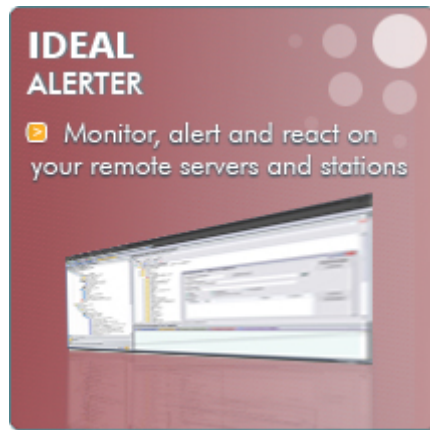 IDEAL
ALERTER
Monitor, alert and react on
your remote servers and stations